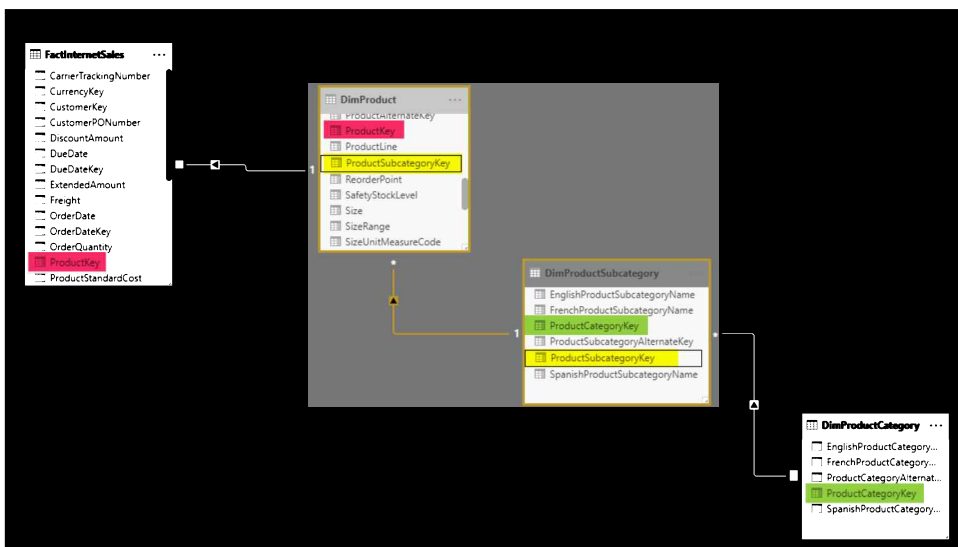 FactInternetSales
CarrierTrackingNumber
CurrencyKey
CustomerKey
CustomerPONumber
DiscountAmount
DueDate
DueDateKey
ExtendedAmount
Freight
OrderDate
OrderDateKey
OrderQuantity
ProductKey
ProductStandardCost
1
DimProduct
ProductAlternateKey
ProductKey
ProductLine
ProductSubcategoryKey
ReorderPoint
SafetyStockLevel
Size
SizeRange
SizeUnitMeasureCode
1
DimProductSubcategory
EnglishProductSubcategoryName
FrenchProductSubcategoryName
ProductCategoryKey
ProductSubcategoryAlternateKey
ProductSubcategoryKey
SpanishProductSubcategoryName
DimProductCategory
EnglishProductCategory...
FrenchProductCategory...
ProductCategoryAlternat...
ProductCategoryKey
SpanishProductCategory...